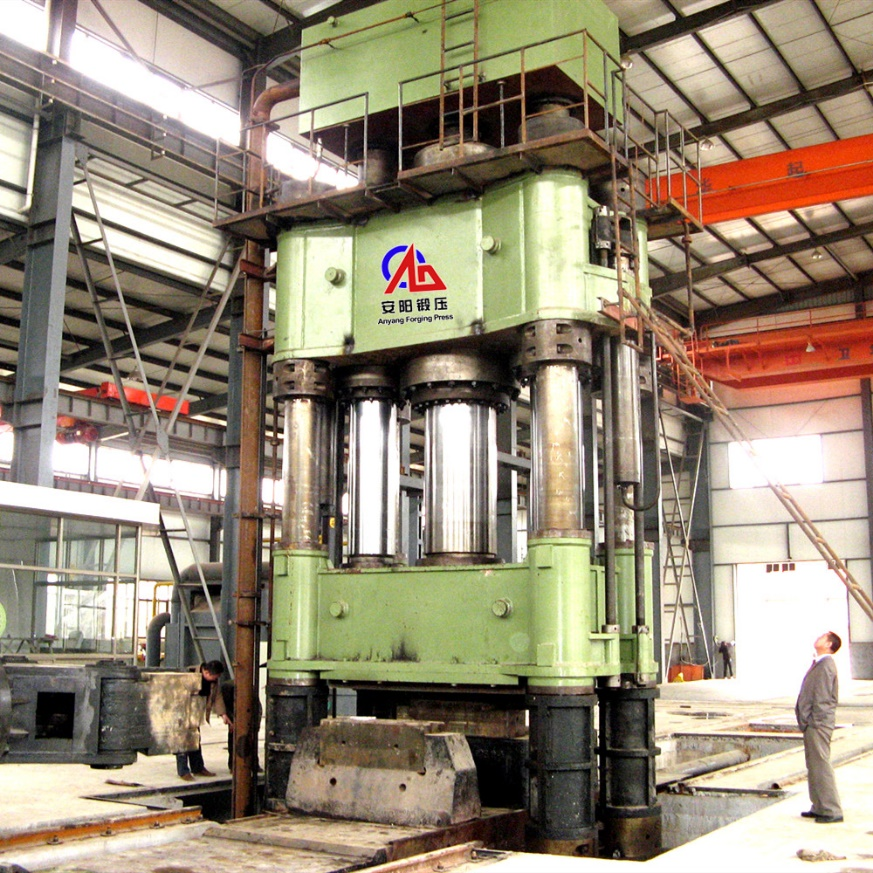 安阳锻压
Anyang Forging Press